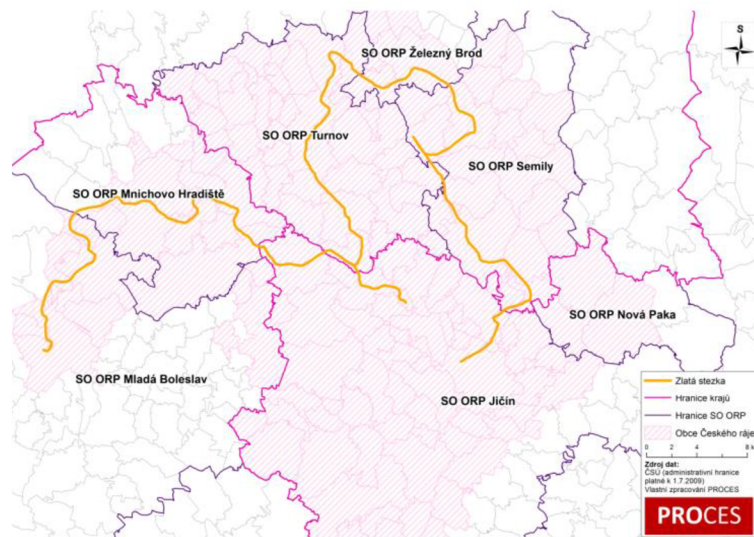 S
SO ORP Železný Brod
SO ORP Turnov
SO ORP Semily
SO ORP Mnichovo Hradiště
SO ORP Nová Paka
SO ORP Mladá Boleslav
SO ORP Jičín
Zlatá stezka
Hranice krajů
Hranice SO ORP
Obce Českého ráje
0 2 4 8 k
Zdroj dat:
ČSÚ (administrativní hranice
platné k 1.7.2009)
Vlastní zpracování PROCES
PROCES